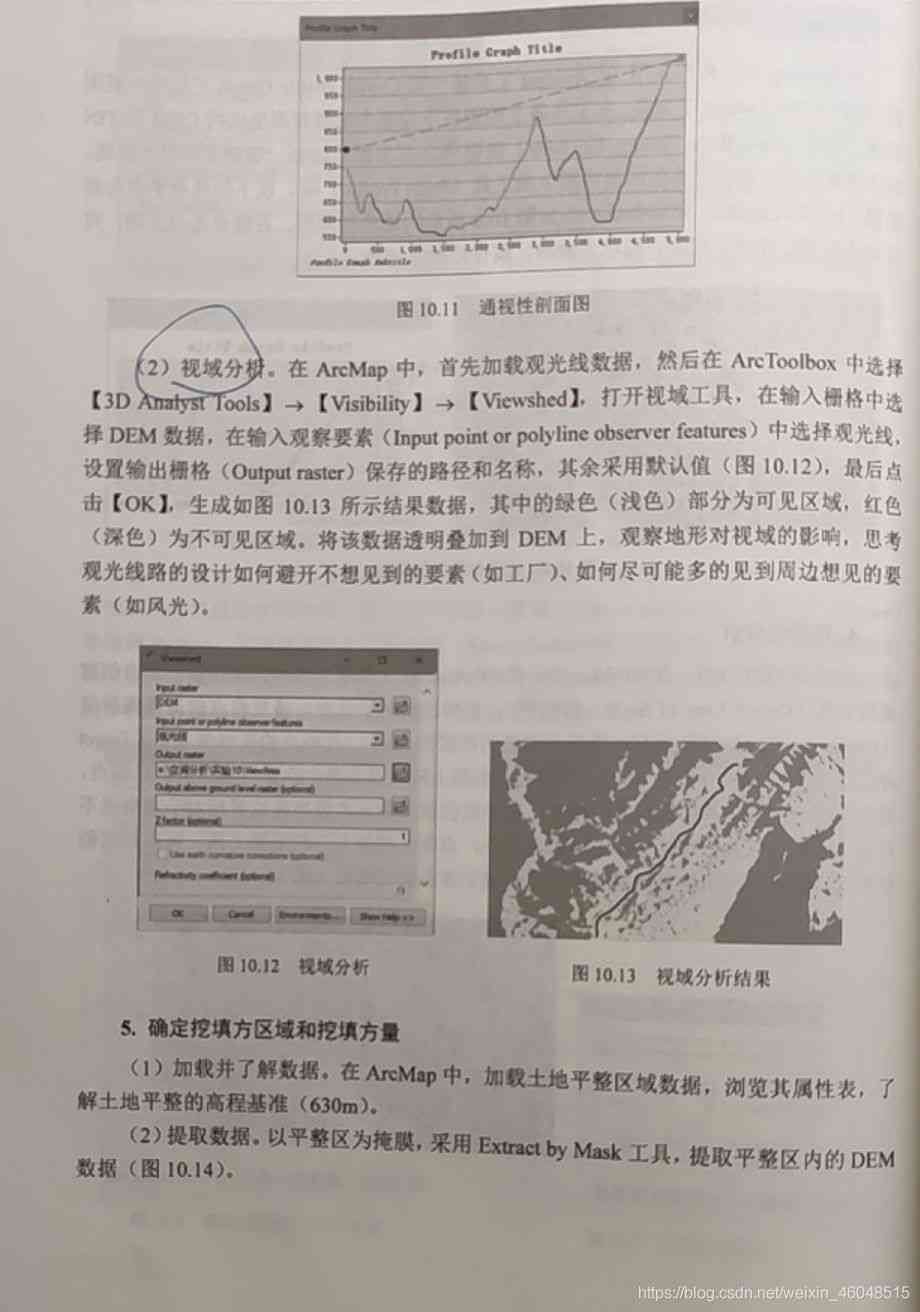 Profile Graph Title
Profile Graph Title
1,000
950
900
850
800
750
700
650
600
550
0 500 1,000 1,500 2,000 2,500 3,000 3,500 4,000 4,500 5,000
Profile Graph Subtitle
图 10.11 通视性剖面图
（2）视域分析。在 ArcMap 中，首先加载观光线数据，然后在 ArcToolbox 中选择
【3D Analyst Tools】→【Visibility】→【Viewshed】，打开视域工具，在输入栅格中选
择 DEM 数据，在输入观察要素（Input point or polyline observer features）中选择观光线，
设置输出栅格（Output raster）保存的路径和名称，其余采用默认值（图 10.12），最后点
击【OK】，生成如图 10.13 所示结果数据，其中的绿色（浅色）部分为可见区域，红色
（深色）为不可见区域。将该数据透明叠加到 DEM 上，观察地形对视域的影响，思考
观光线路的设计如何避开不想见到的要素（如工厂）、如何尽可能多的见到周边想见的要
素（如风光）。
Viewshed
Input raster
DEM
Input point or polyline observer features
观光线
Output raster
Output above ground level raster (optional)
Z factor (optional)
1
Use earth curvature corrections (optional)
Refractivity coefficient (optional)
OK Cancel Environments... Show Help >>
图 10.12 视域分析
图 10.13 视域分析结果
5. 确定挖填方区域和挖填方量
（1）加载并了解数据。在 ArcMap 中，加载土地平整区域数据，浏览其属性表，了
解土地平整的高程基准（630m）。
（2）提取数据。以平整区为掩膜，采用 Extract by Mask 工具，提取平整区内的 DEM
数据（图 10.14）。
https://blog.csdn.net/weixin_46048515